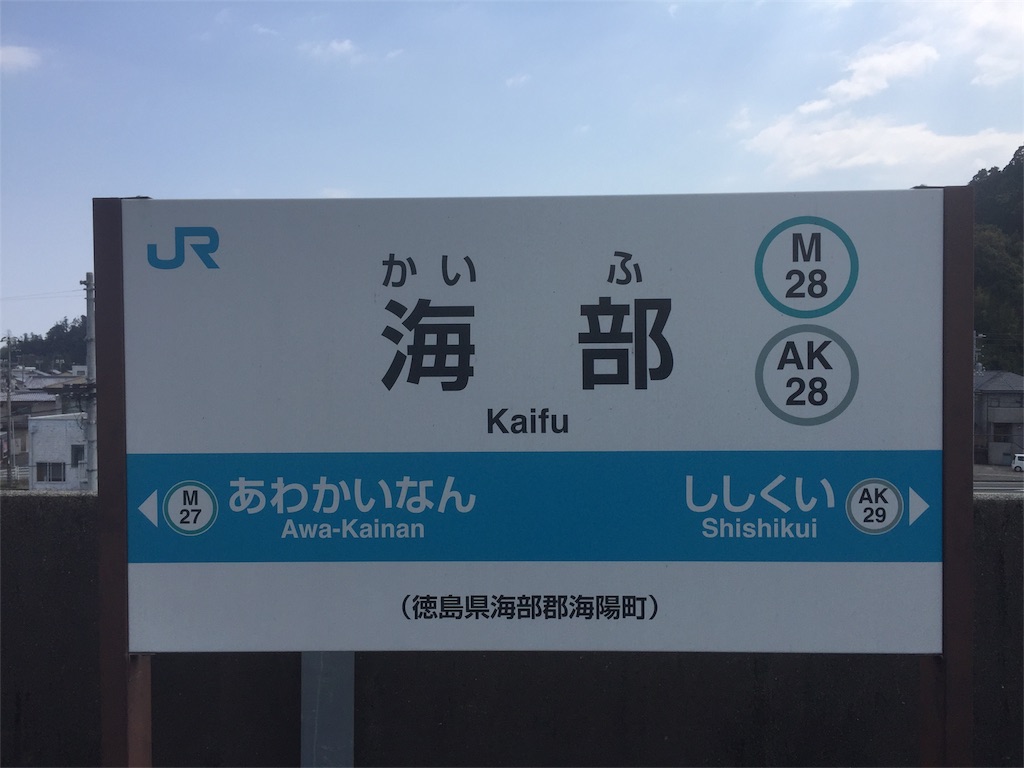 JR
かい ふ
海部
Kaifu
M
28
AK
28
M
27
あわかいなん
Awa-Kainan
ししくい
Shishikui
AK
29
(徳島県海部郡海陽町)